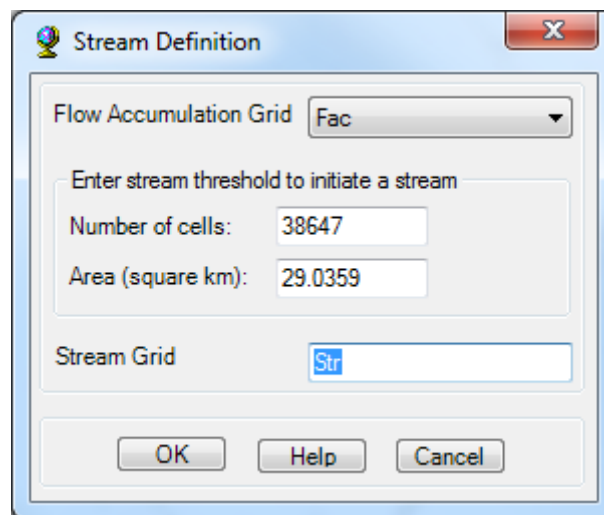 Stream Definition
Flow Accumulation Grid Fac
Enter stream threshold to initiate a stream
Number of cells: 38647
Area (square km): 29.0359
Stream Grid Str
OK Help Cancel